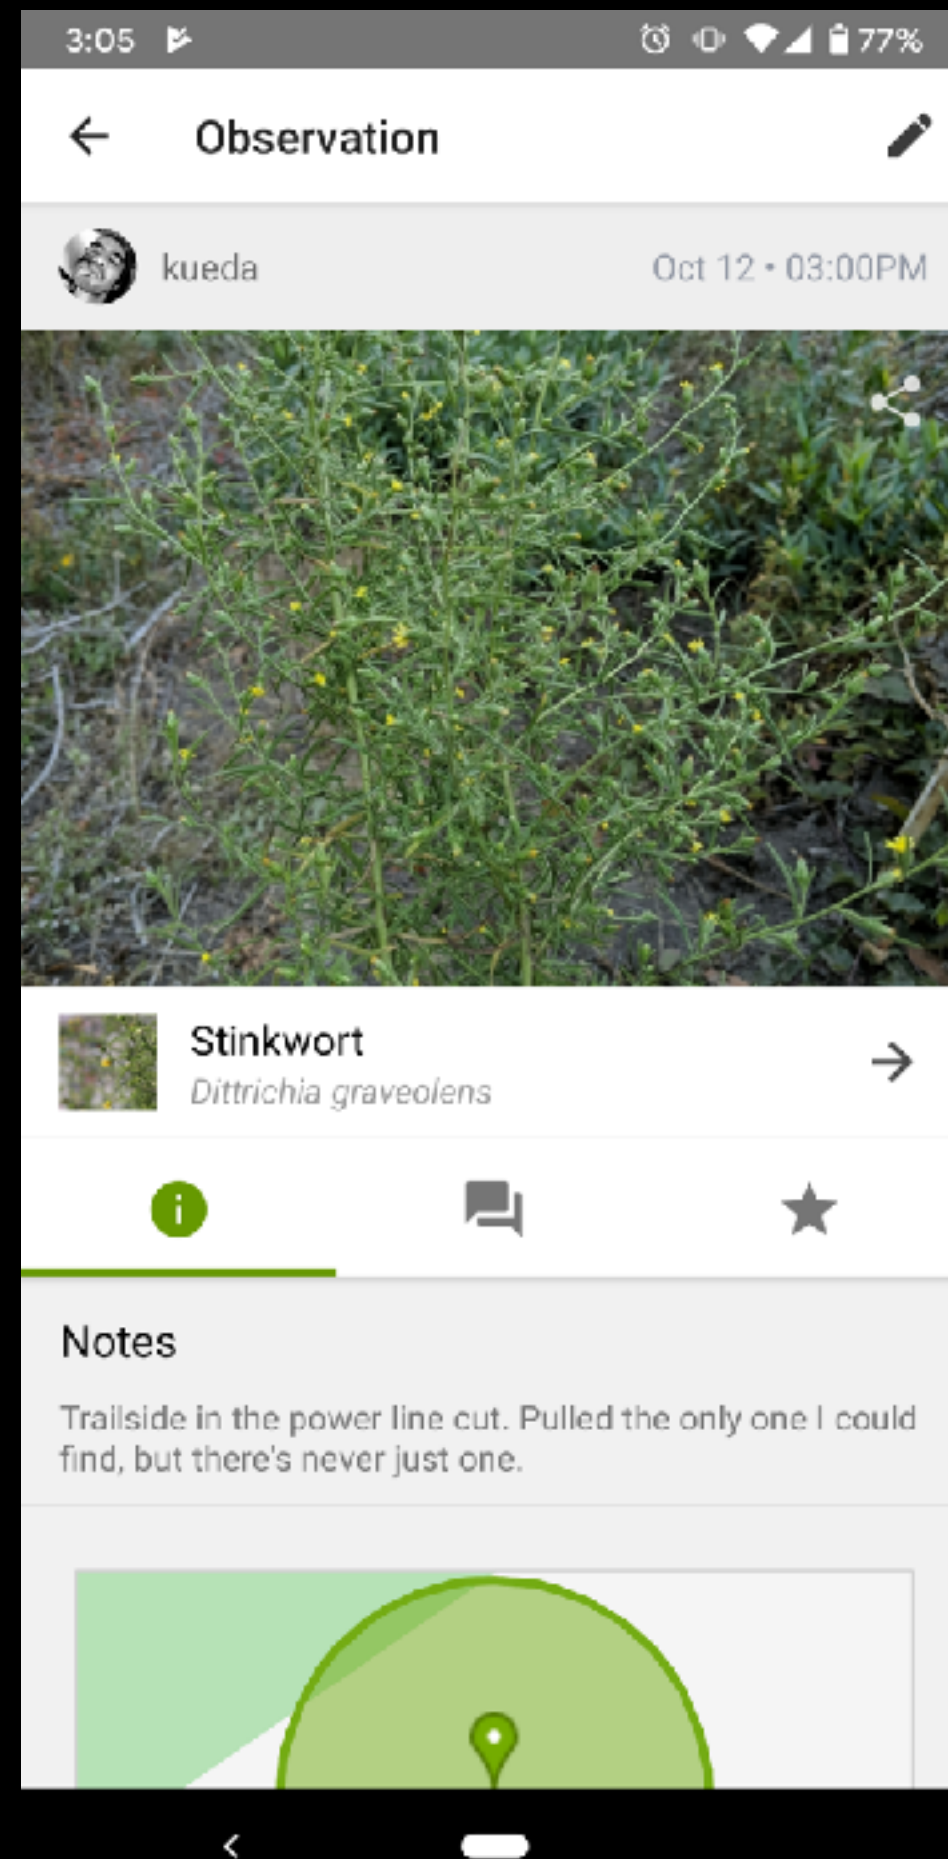 3:05 77%
Observation
kueda Oct 12 • 03:00PM
Stinkwort
Dittrichia graveolens
Notes
Trailside in the power line cut. Pulled the only one I could
find, but there's never just one.